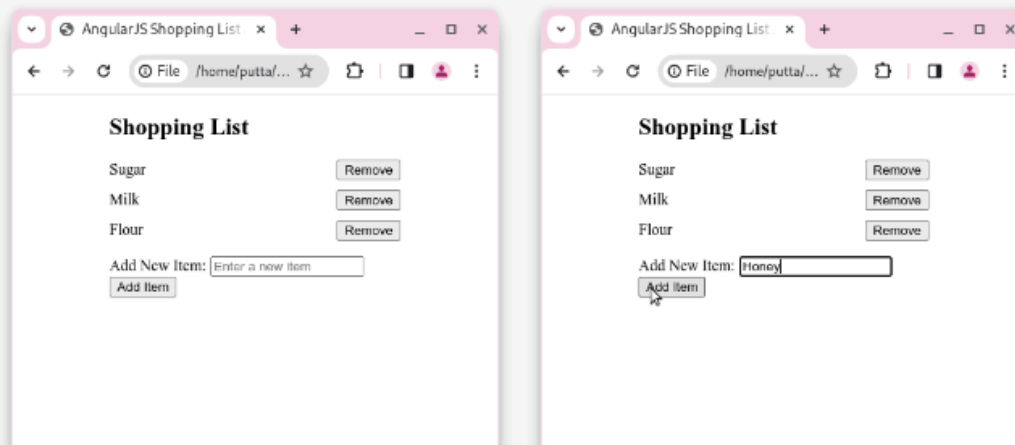 AngularJS Shopping List
File /home/putta/...
Shopping List
Sugar Remove
Milk Remove
Flour Remove
Add New Item: Enter a new item
Add Item
AngularJS Shopping List
File /home/putta/...
Shopping List
Sugar Remove
Milk Remove
Flour Remove
Add New Item: Honey
Add Item